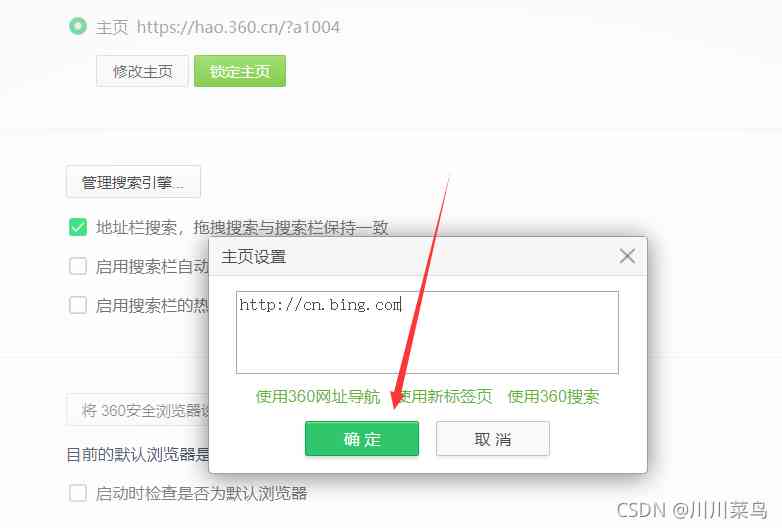 主页 https://hao.360.cn/?a1004
修改主页 锁定主页
管理搜索引擎...
地址栏搜索，拖拽搜索与搜索栏保持一致
主页设置
启用搜索栏自动
http://cn.bing.com
启用搜索栏的热
使用360网址导航 使用新标签页 使用360搜索
将 360安全浏览器设
确 定 取 消
目前的默认浏览器是
启动时检查是否为默认浏览器
CSDN @川川菜鸟